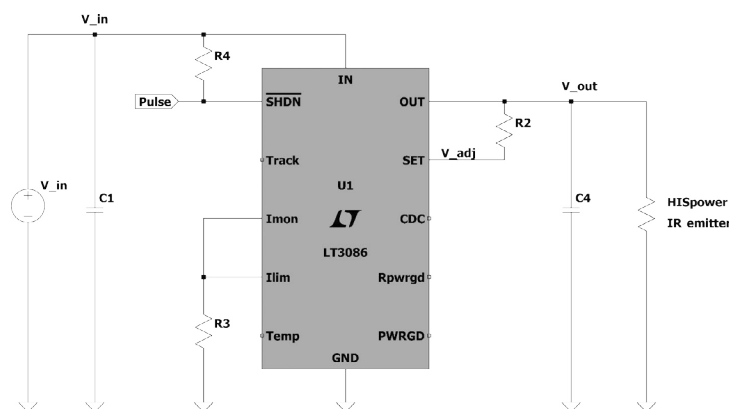 V_in
R4
IN
Pulse
SHDN
OUT
V_out
R2
V_adj
Track
SET
V_in
C1
U1
C4
HISpower
IR emitter
Imon
CDC
LT3086
Ilim
Rpwrgd
R3
Temp
PWRGD
GND